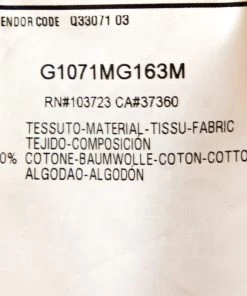 ENDOR CODE Q33071 03
G1071MG163M
RN#103723 CA#37360
TESSUTO-MATERIAL-TISSU-FABRIC
TEJIDO-COMPOSICIÓN
0% COTONE-BAUMWOLLE-COTON-COTTO
ALGODAO-ALGODÓN